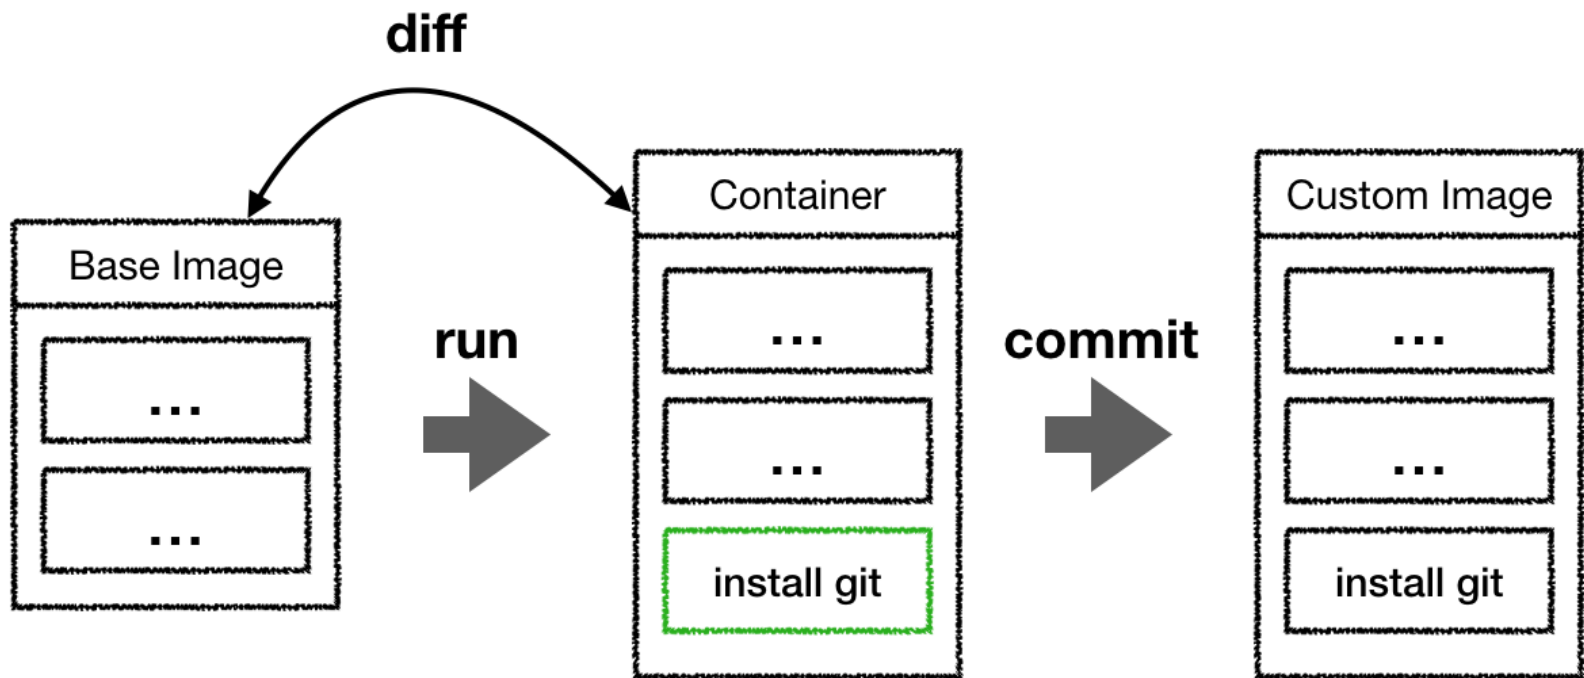 diff
Base Image
...
...
run
Container
...
...
install git
commit
Custom Image
...
...
install git